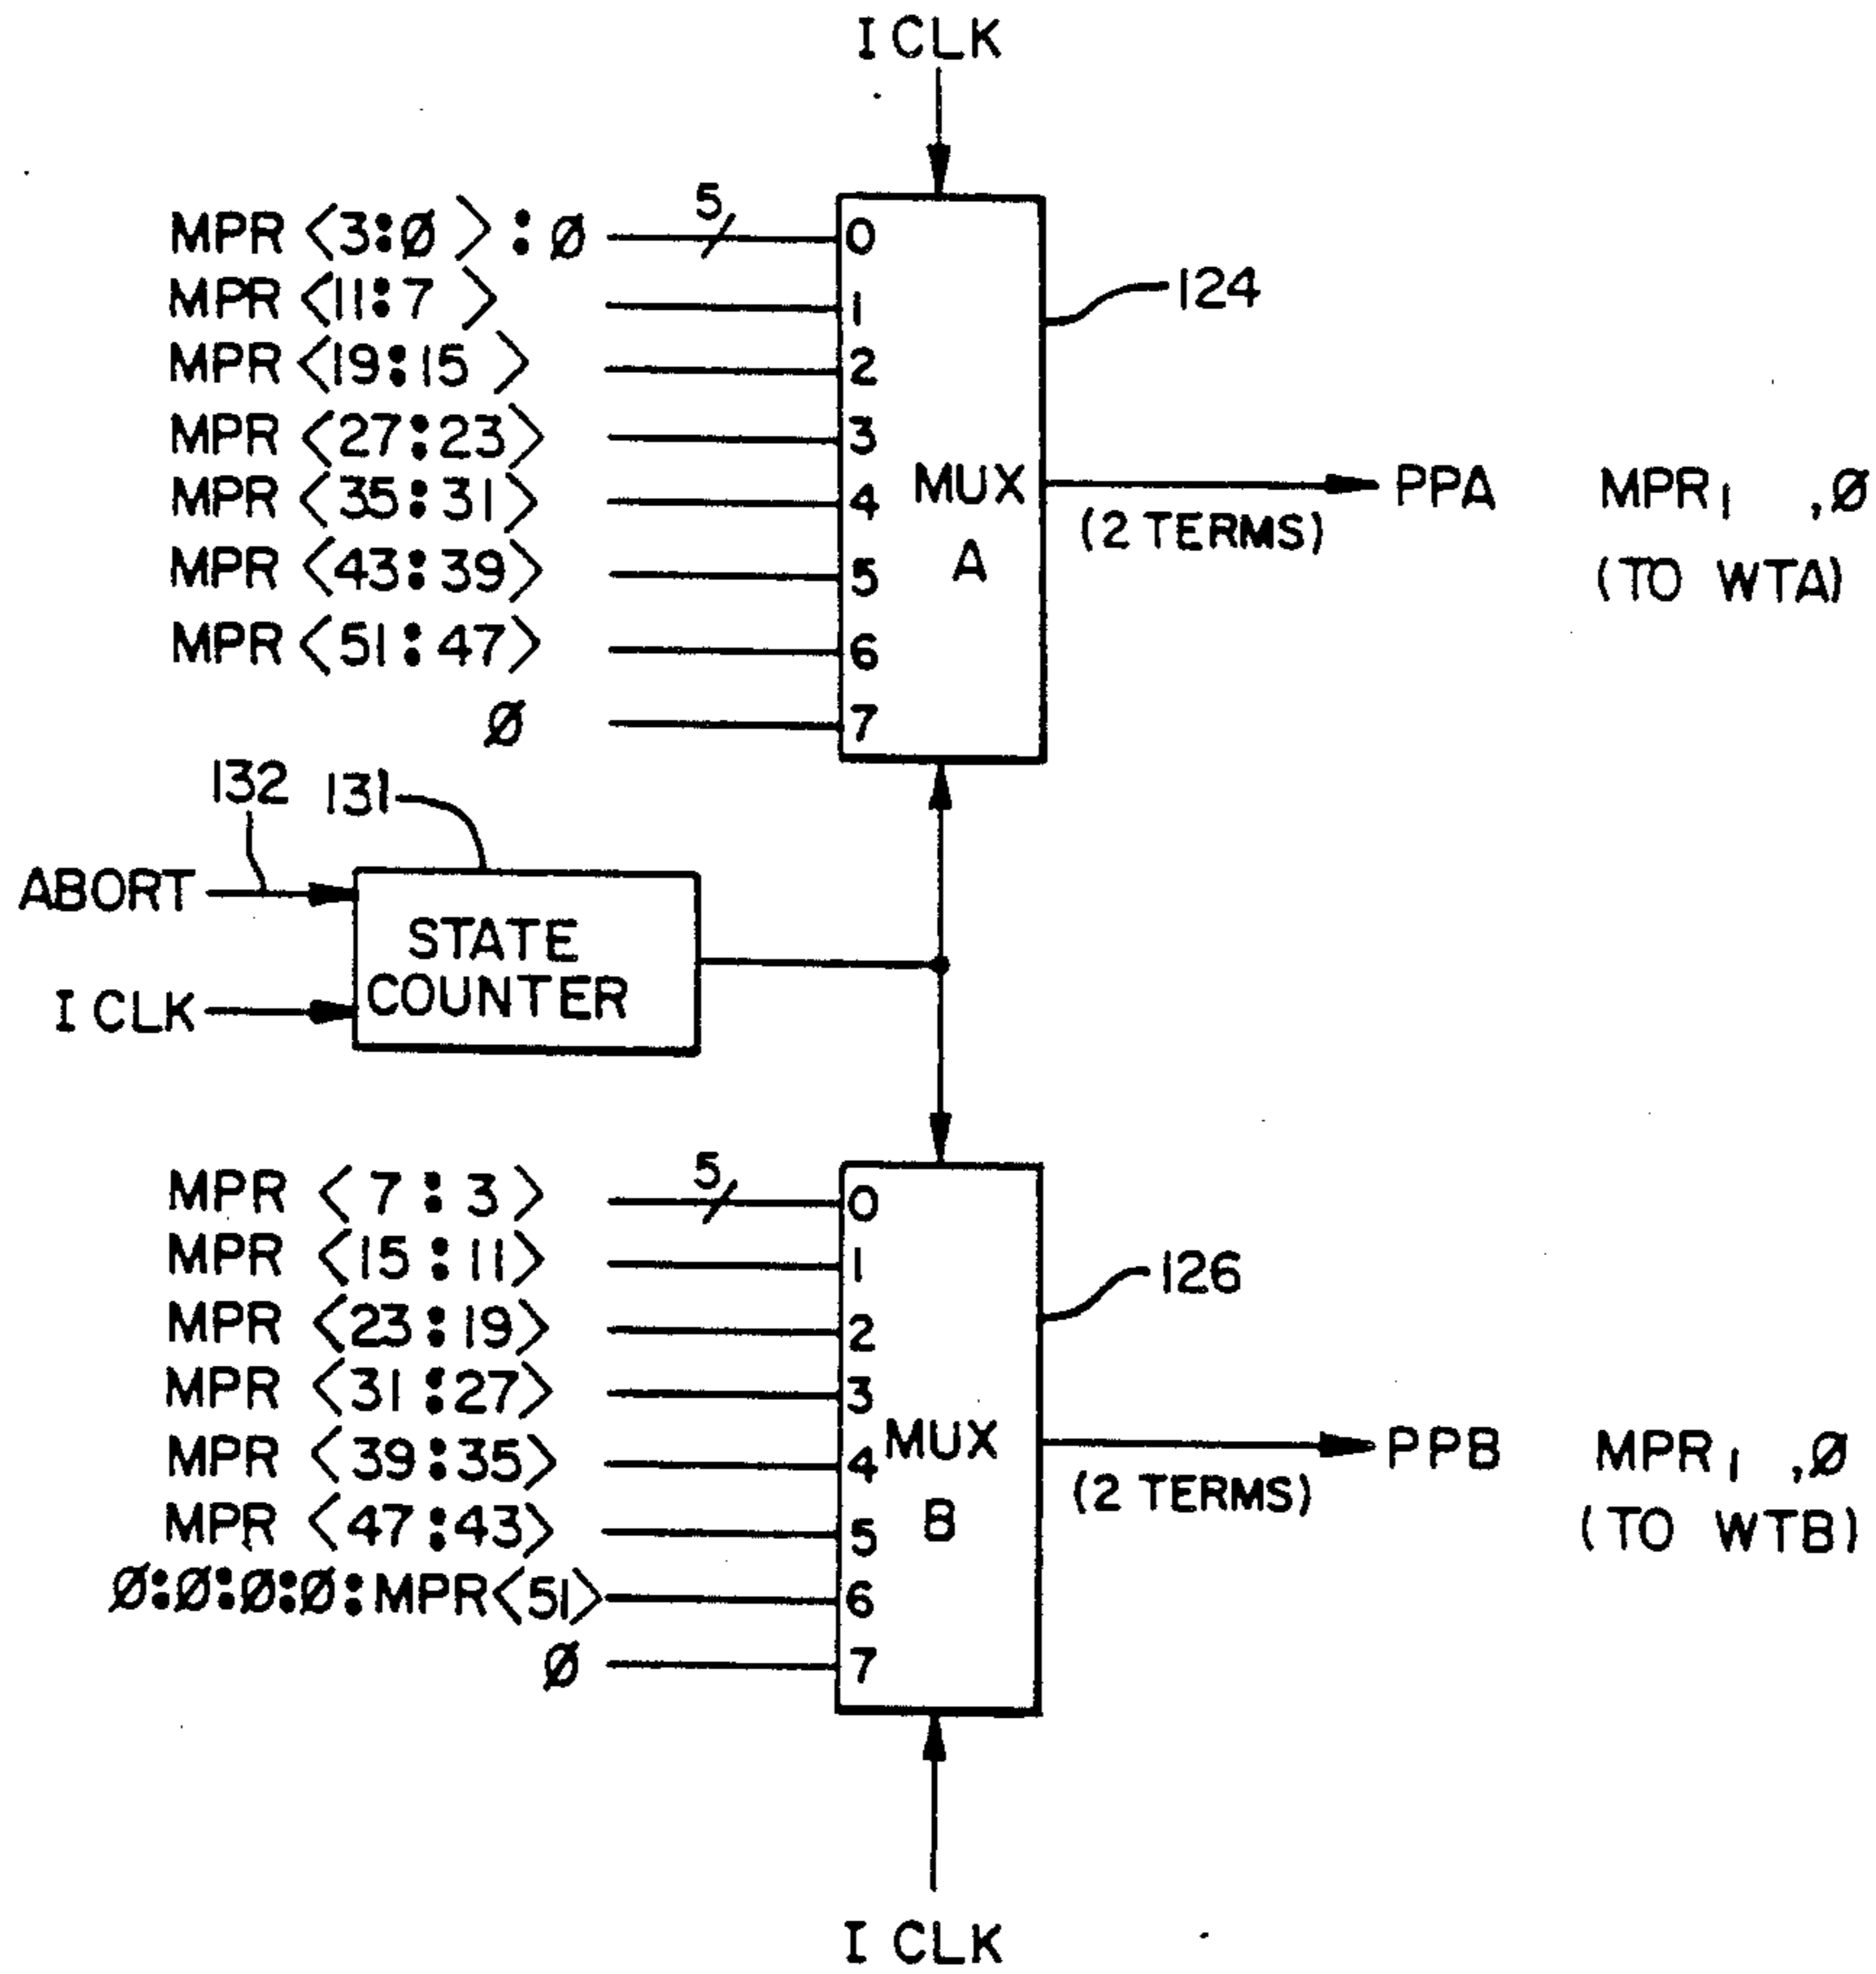 I CLK
MPR <3:Ø> : Ø 5 0
MPR <11:7> 1
MPR <19:15> 2
MPR <27:23> 3
MPR <35:31> 4
MPR <43:39> 5
MPR <51:47> 6
Ø 7
124
MUX
A
PPA MPR1 ,Ø
(2 TERMS)
(TO WTA)
132 131
ABORT
I CLK
STATE
COUNTER
MPR <7:3> 5 0
MPR <15:11> 1
MPR <23:19> 2
MPR <31:27> 3
MPR <39:35> 4
MPR <47:43> 5
Ø:Ø:Ø:Ø:MPR<51> 6
Ø 7
126
MUX
B
PPB MPR1 ,Ø
(2 TERMS)
(TO WTB)
I CLK